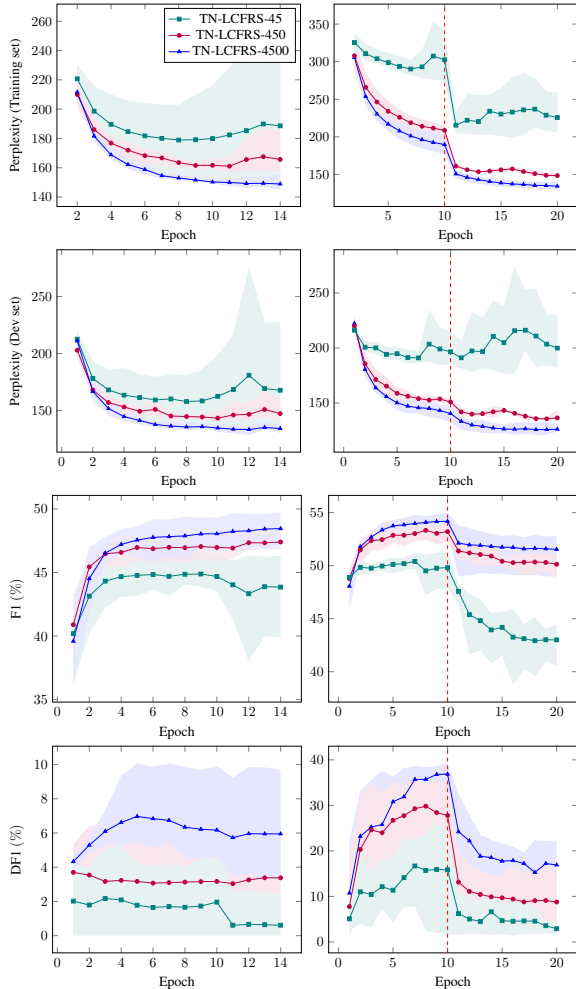 TN-LCFRS-45
TN-LCFRS-450
TN-LCFRS-4500
Perplexity (Training set)
260
240
220
200
180
160
140
2 4 6 8 10 12 14
Epoch
350
300
250
200
150
5 10 15 20
Epoch
Perplexity (Dev set)
250
200
150
0 2 4 6 8 10 12 14
Epoch
250
200
150
0 5 10 15 20
Epoch
F1 (%)
50
45
40
35
0 2 4 6 8 10 12 14
Epoch
55
50
45
40
0 5 10 15 20
Epoch
DF1 (%)
10
8
6
4
2
0
0 2 4 6 8 10 12 14
Epoch
40
30
20
10
0
0 5 10 15 20
Epoch